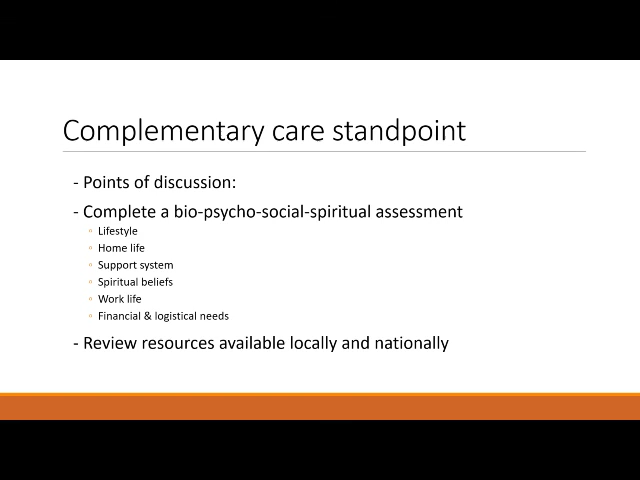 Complementary care standpoint
- Points of discussion:
- Complete a bio-psycho-social-spiritual assessment
◦ Lifestyle
◦ Home life
◦ Support system
◦ Spiritual beliefs
◦ Work life
◦ Financial & logistical needs
- Review resources available locally and nationally